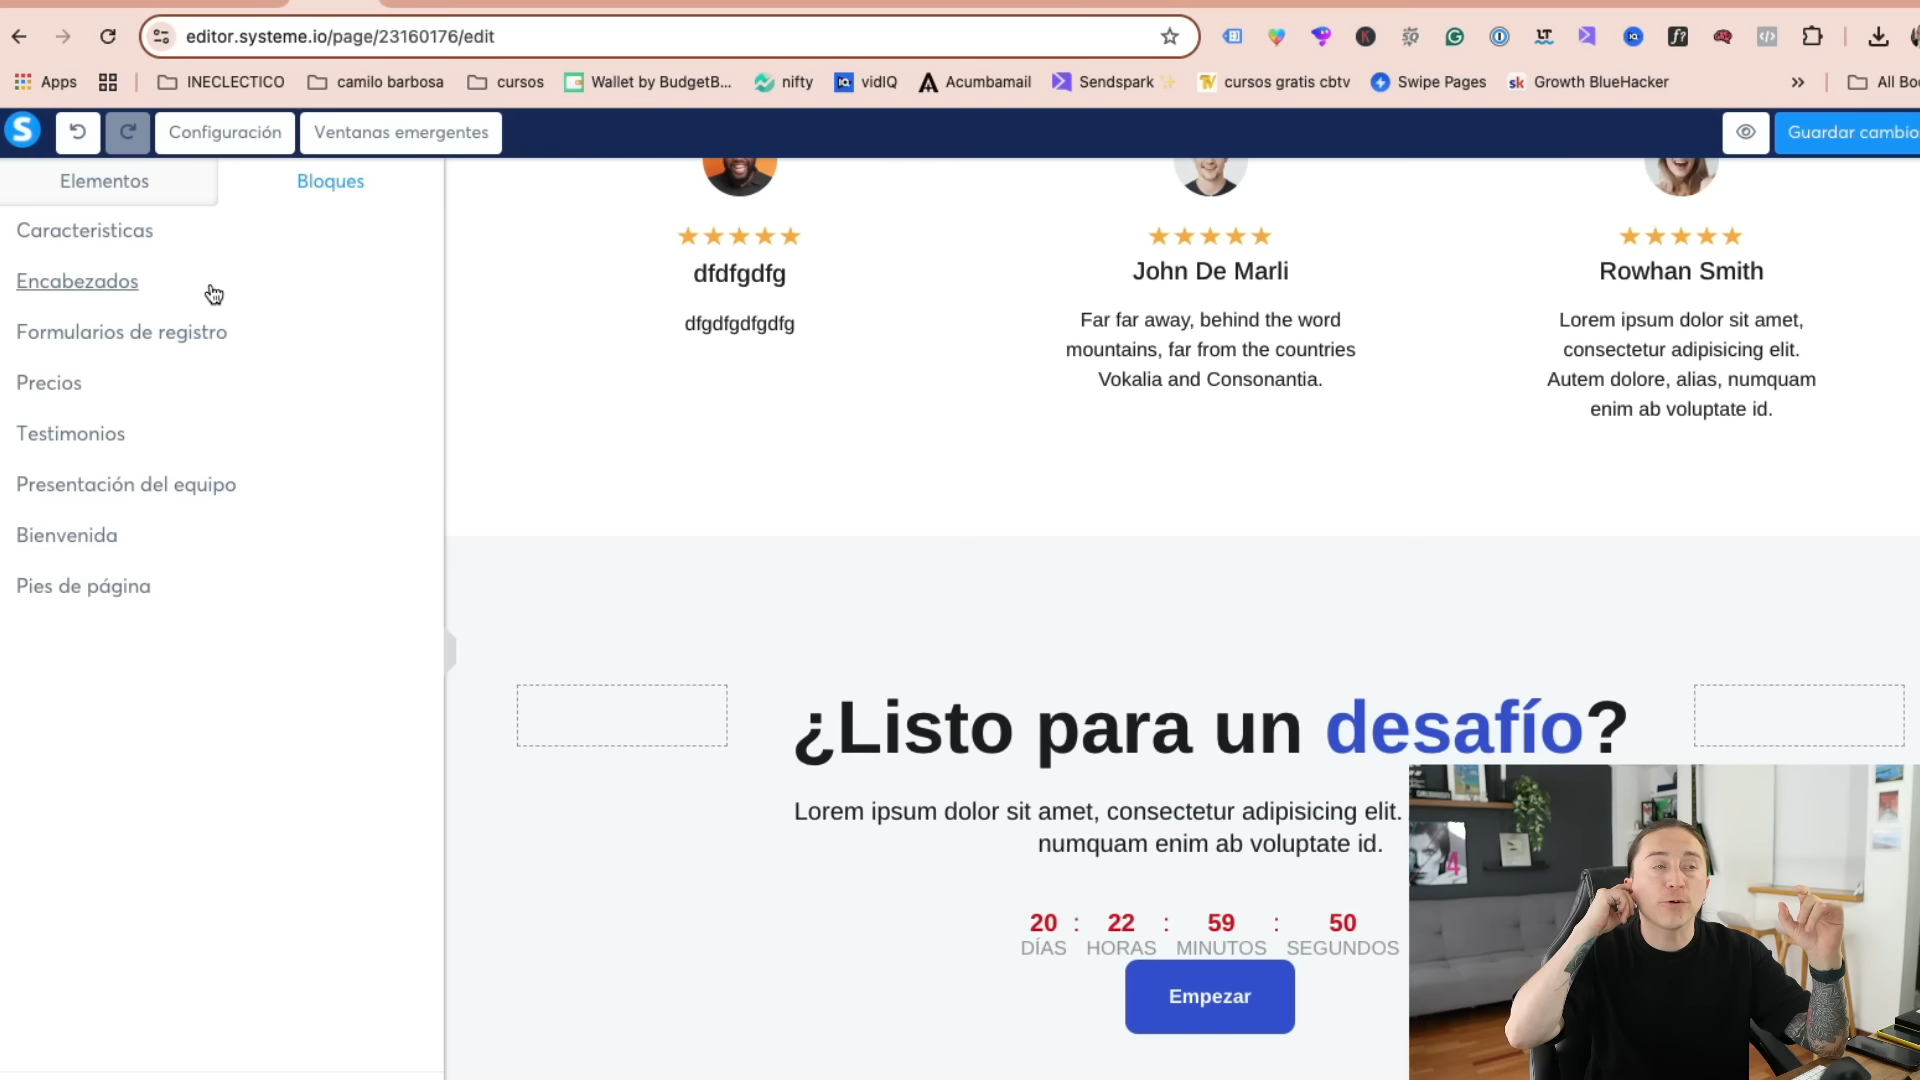 editor.systeme.io/page/23160176/edit
Apps
INECLECTICO
camilo barbosa
cursos
Wallet by BudgetB...
nifty
vidIQ
Acumbamail
Sendspark
cursos gratis cbtv
Swipe Pages
Growth BlueHacker
»
All Bo
Configuración
Ventanas emergentes
Guardar cambio
Elementos
Bloques
Caracteristicas
Encabezados
Formularios de registro
Precios
Testimonios
Presentación del equipo
Bienvenida
Pies de página
dfdfgdfg
dfgdfgdfgdfg
John De Marli
Far far away, behind the word
mountains, far from the countries
Vokalia and Consonantia.
Rowhan Smith
Lorem ipsum dolor sit amet,
consectetur adipisicing elit.
Autem dolore, alias, numquam
enim ab voluptate id.
¿Listo para un desafío?
Lorem ipsum dolor sit amet, consectetur adipisicing elit.
numquam enim ab voluptate id.
20 : 22 : 59 : 50
DÍAS HORAS MINUTOS SEGUNDOS
Empezar